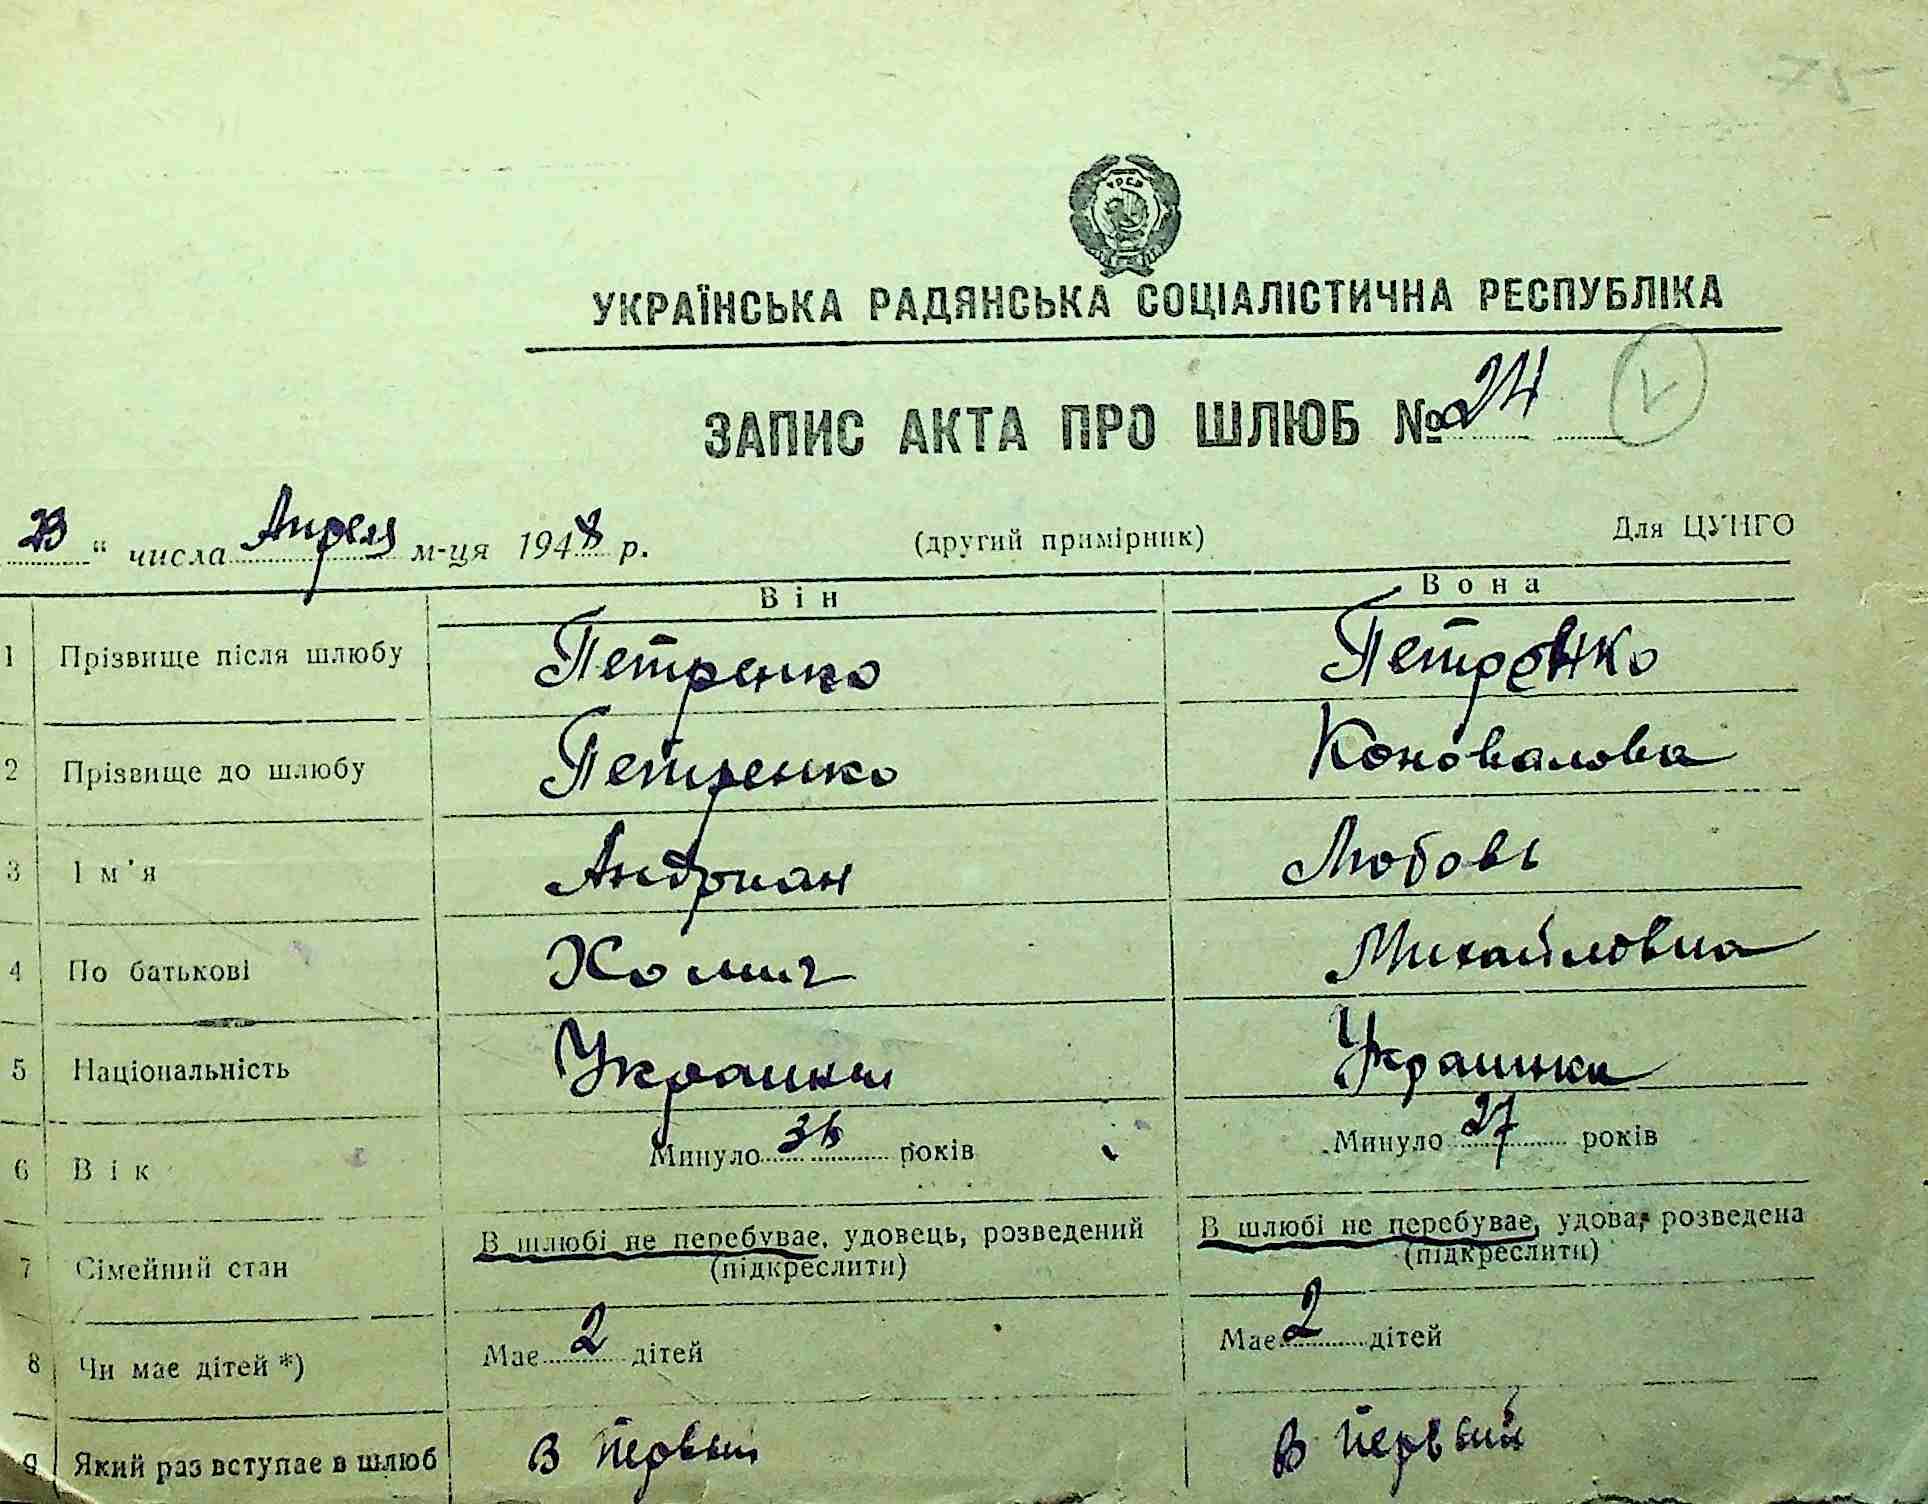 УРСР
УКРАЇНСЬКА РАДЯНСЬКА СОЦІАЛІСТИЧНА РЕСПУБЛІКА
ЗАПИС АКТА ПРО ШЛЮБ № 24
23 " числа Апреля м-ця 1948 р. (другий примірник) Для ЦУНГО
Він Вона
1 Прізвище після шлюбу Петренко Петренко
2 Прізвище до шлюбу Петренко Коновалова
3 Ім'я Андриан Любовь
4 По батькові Хомич Михайловна
5 Національність Украинец Украинка
6 Вік Минуло 36 років Минуло 27 років
7 Сімейний стан В шлюбі не перебуває, удовець, розведений В шлюбі не перебуває, удова, розведена
(підкреслити) (підкреслити)
8 Чи має дітей *) Має 2 дітей Має 2 дітей
9 Який раз вступає в шлюб в первый в первый